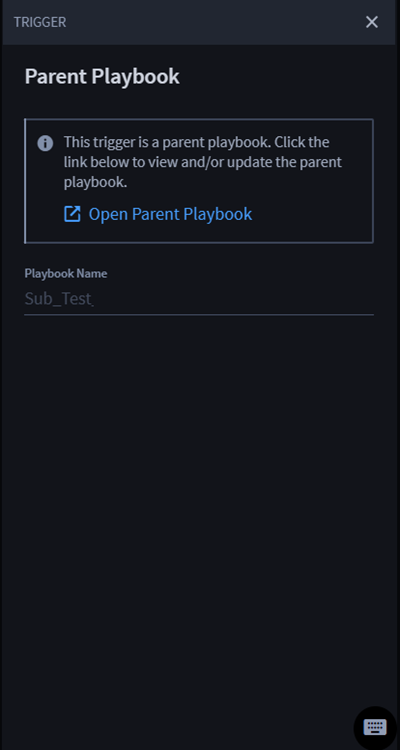 TRIGGER
Parent Playbook
This trigger is a parent playbook. Click the
link below to view and/or update the parent
playbook.
Open Parent Playbook
Playbook Name
Sub_Test